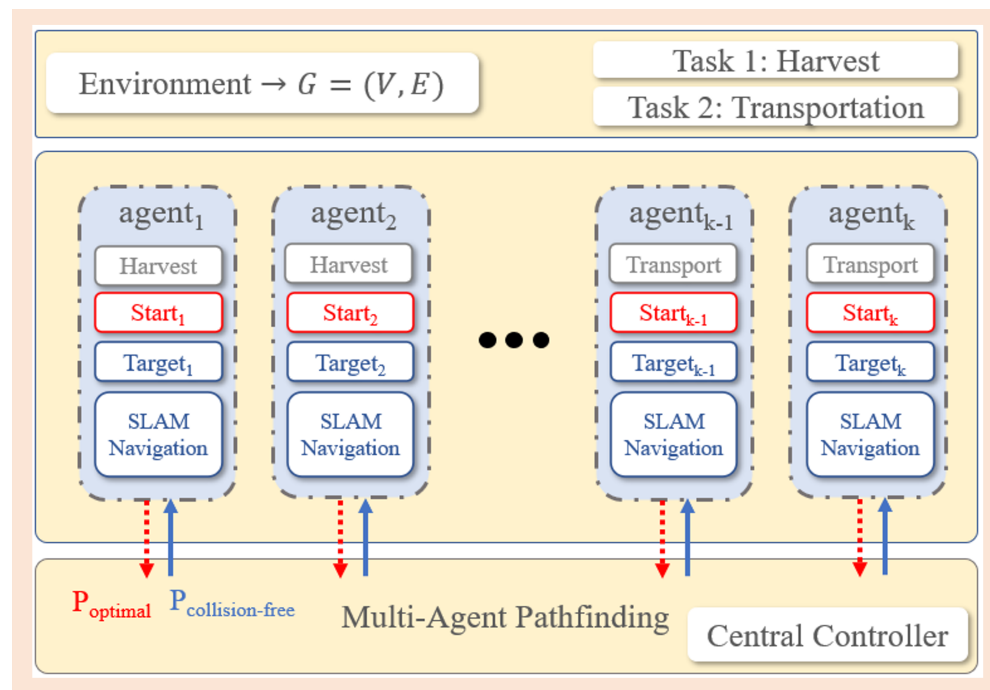 Environment → G = (V, E)
Task 1: Harvest
Task 2: Transportation
agent₁
Harvest
Start₁
Target₁
SLAM
Navigation
agent₂
Harvest
Start₂
Target₂
SLAM
Navigation
agentₖ₋₁
Transport
Startₖ₋₁
Targetₖ₋₁
SLAM
Navigation
agentₖ
Transport
Startₖ
Targetₖ
SLAM
Navigation
P_optimal P_collision-free
Multi-Agent Pathfinding
Central Controller